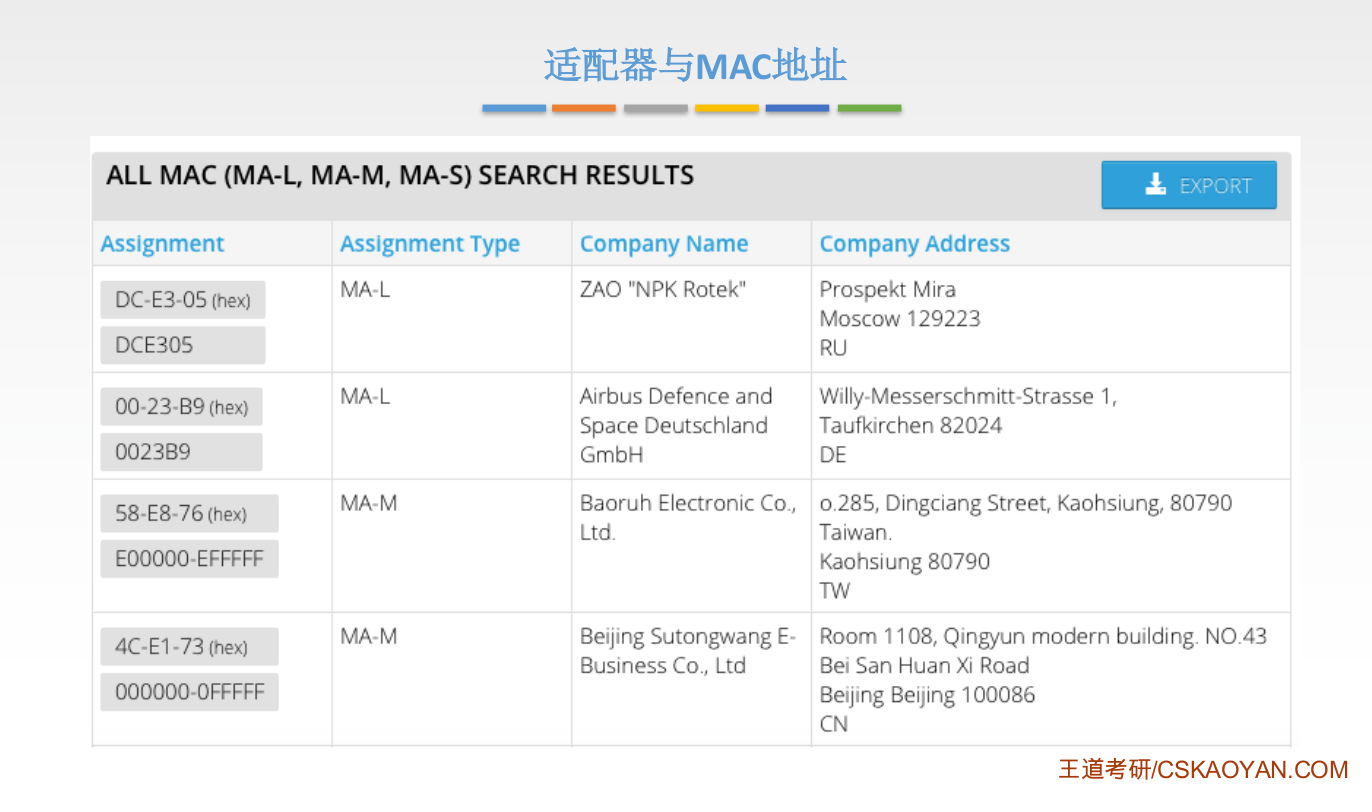 适配器与MAC地址
ALL MAC (MA-L, MA-M, MA-S) SEARCH RESULTS
EXPORT
Assignment
Assignment Type
Company Name
Company Address
DC-E3-05 (hex)
DCE305
MA-L
ZAO "NPK Rotek"
Prospekt Mira
Moscow 129223
RU
00-23-B9 (hex)
0023B9
MA-L
Airbus Defence and
Space Deutschland
GmbH
Willy-Messerschmitt-Strasse 1,
Taufkirchen 82024
DE
58-E8-76 (hex)
E00000-EFFFFF
MA-M
Baoruh Electronic Co.,
Ltd.
o.285, Dingciang Street, Kaohsiung, 80790
Taiwan.
Kaohsiung 80790
TW
4C-E1-73 (hex)
000000-0FFFFF
MA-M
Beijing Sutongwang E-
Business Co., Ltd
Room 1108, Qingyun modern building. NO.43
Bei San Huan Xi Road
Beijing Beijing 100086
CN
王道考研/CSKAOYAN.COM